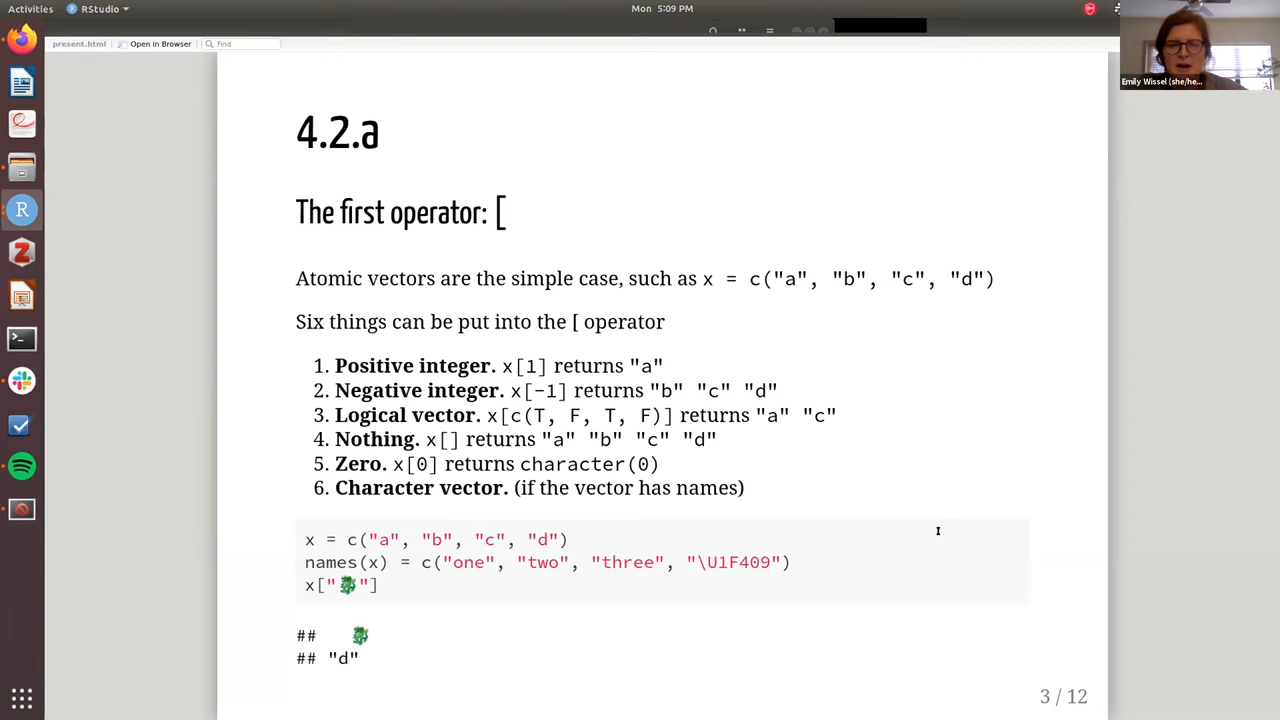 Activities RStudio Mon 5:09 PM
present.html Open in Browser Find
Emily Wissel (she/he...
4.2.a
The first operator: [
Atomic vectors are the simple case, such as x = c("a", "b", "c", "d")
Six things can be put into the [ operator
1. Positive integer. x[1] returns "a"
2. Negative integer. x[-1] returns "b" "c" "d"
3. Logical vector. x[c(T, F, T, F)] returns "a" "c"
4. Nothing. x[] returns "a" "b" "c" "d"
5. Zero. x[0] returns character(0)
6. Character vector. (if the vector has names)
x = c("a", "b", "c", "d")
names(x) = c("one", "two", "three", "\U1F409")
x["🐉"]
## 🐉
## "d"
3 / 12